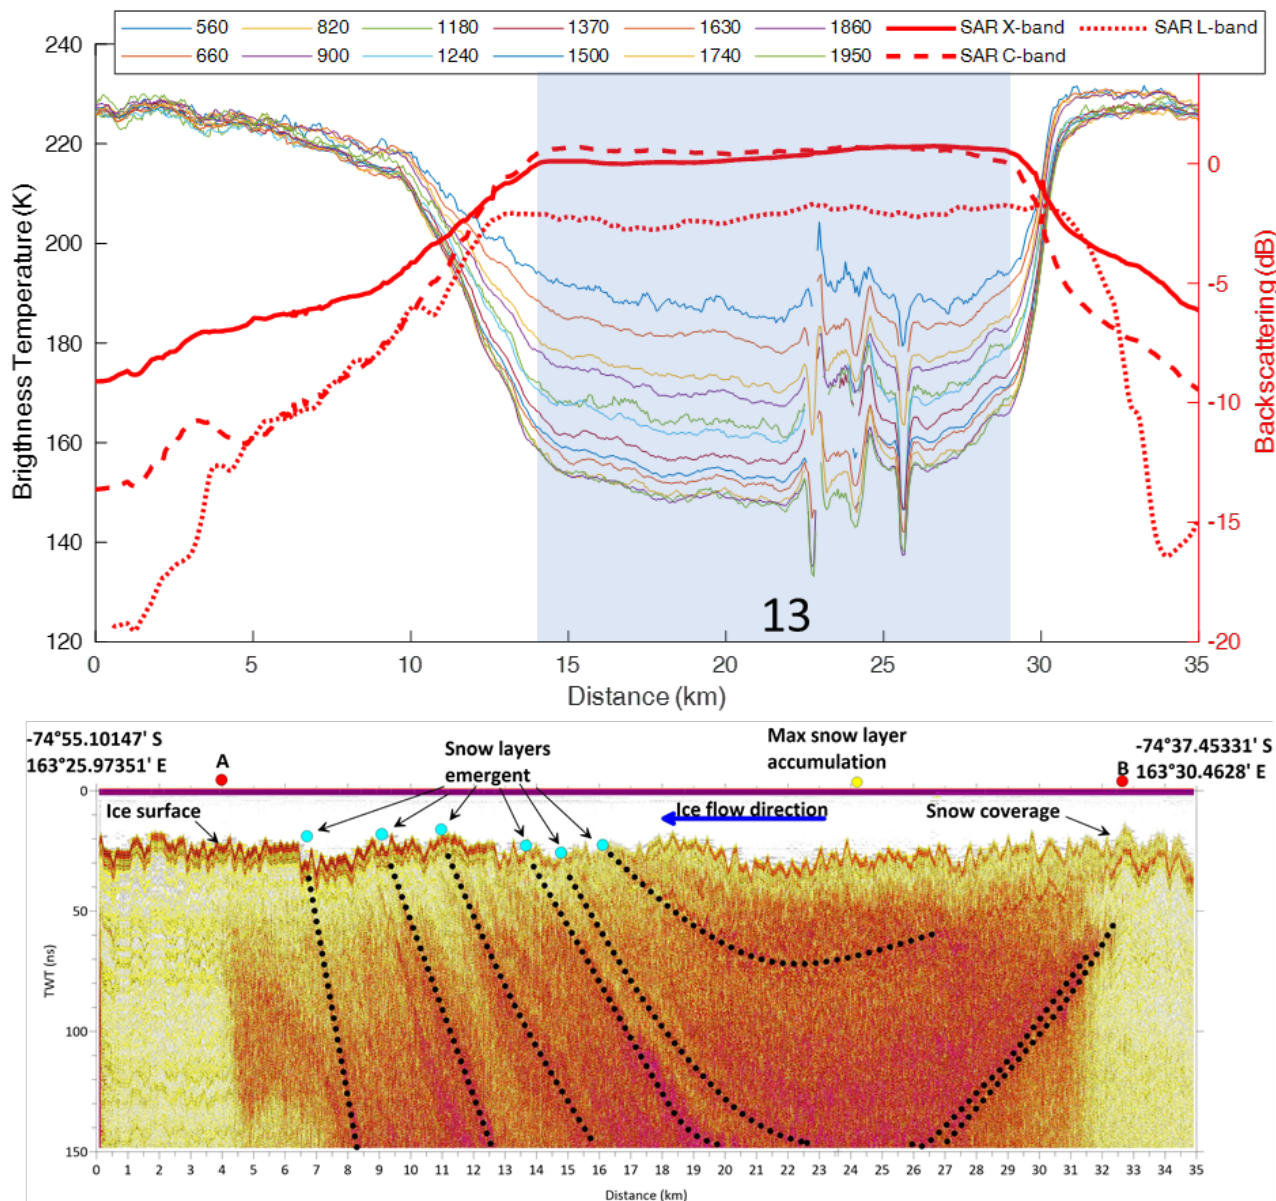 560 820 1180 1370 1630 1860 SAR X-band SAR L-band
660 900 1240 1500 1740 1950 SAR C-band
240
220
200
180
160
140
120
Brigthness Temperature (K)
0
-5
-10
-15
-20
Backscattering (dB)
13
0 5 10 15 20 25 30 35
Distance (km)
-74°55.10147' S
163°25.97351' E
A
Snow layers
emergent
Max snow layer
accumulation
-74°37.45331' S
B 163°30.4628' E
Ice surface
Ice flow direction
Snow coverage
0
50
100
150
TWT (ns)
0 1 2 3 4 5 6 7 8 9 10 11 12 13 14 15 16 17 18 19 20 21 22 23 24 25 26 27 28 29 30 31 32 33 34 35
Distance (km)